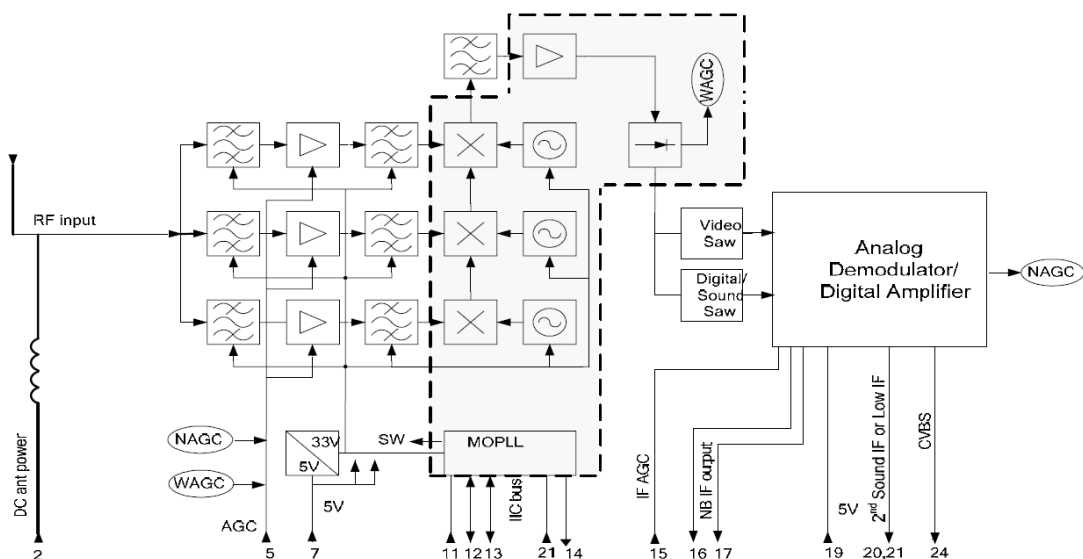 WAGC
RF input
Video
Saw
Digital/
Sound
Saw
Analog
Demodulator/
Digital Amplifier
NAGC
DC ant power
NAGC
WAGC
AGC
33V
5V
5V
SW
MOPLL
IIC bus
IF AGC
NB IF output
5V
2nd Sound IF or Low IF
CVBS
2
5
7
11
12
13
21
14
15
16
17
19
20,21
24